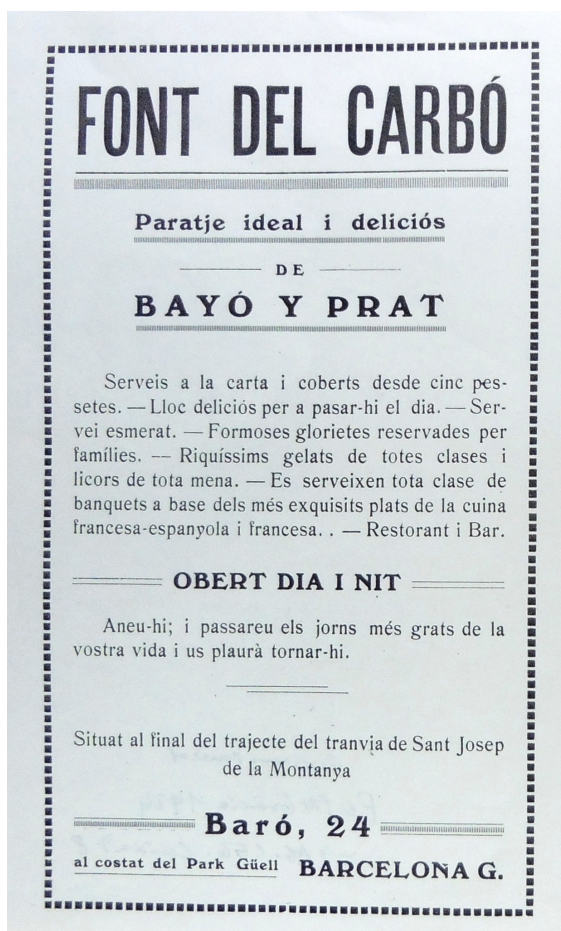 FONT DEL CARBÓ
Paratje ideal i deliciós
DE
BAYÓ Y PRAT
Serveis a la carta i coberts desde cinc pes-
setes. — Lloc deliciós per a pasar-hi el dia. — Ser-
vei esmerat. — Formoses glorietes reservades per
famílies. — Riquíssims gelats de totes clases i
licors de tota mena. — Es serveixen tota clase de
banquets a base dels més exquisits plats de la cuina
francesa-espanyola i francesa. . — Restorant i Bar.
OBERT DIA I NIT
Aneu-hi; i passareu els jorns més grats de la
vostra vida i us plaurà tornar-hi.
Situat al final del trajecte del tranvia de Sant Josep
de la Montanya
Baró, 24
al costat del Park Güell BARCELONA G.